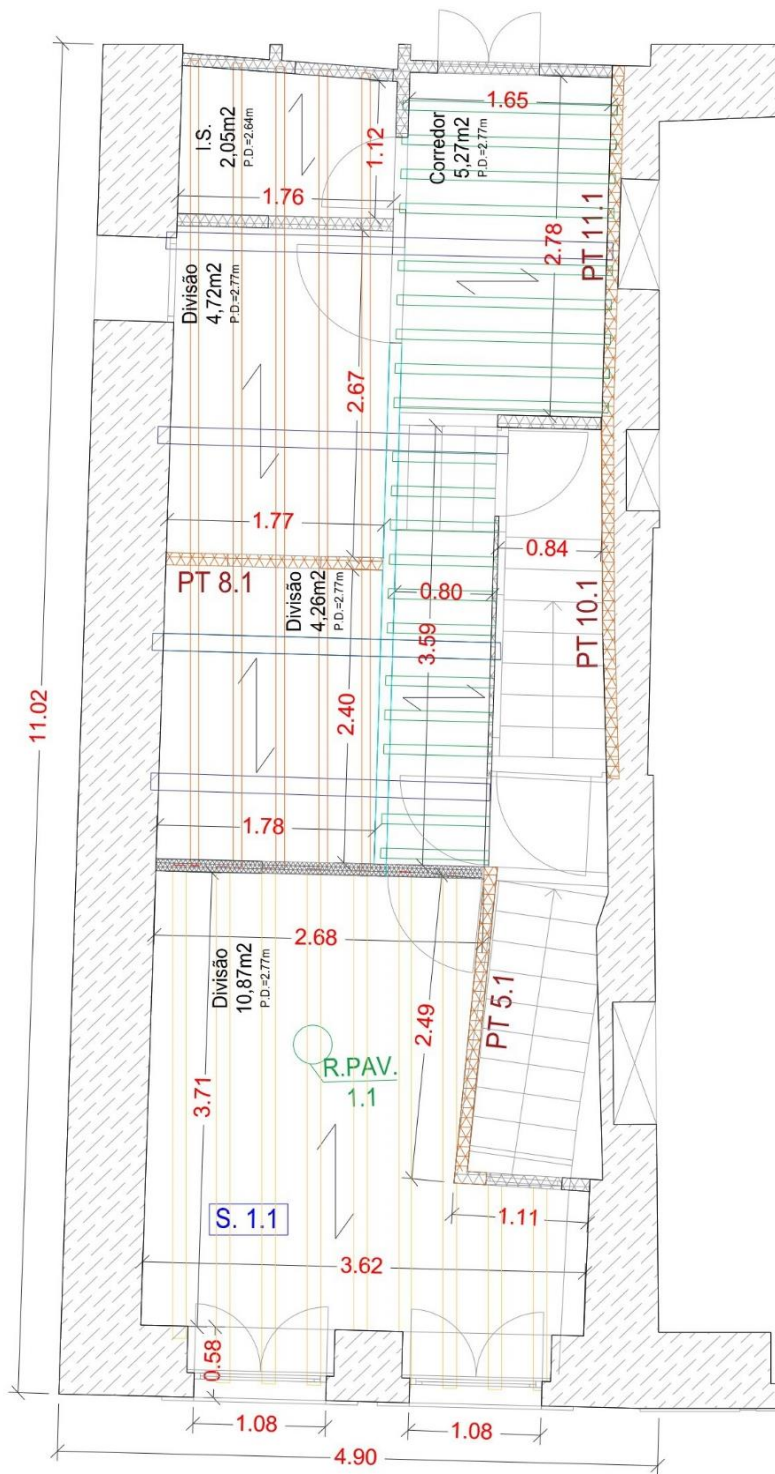 1.65
I.S.
2,05m2
P.D.=2.64m
1.12
Corredor
5,27m2
P.D.=2.77m
1.76
2.78
PT 11.1
Divisão
4,72m2
P.D.=2.77m
2.67
1.77
0.84
PT 8.1
Divisão
4,26m2
P.D.=2.77m
0.80
3.59
PT 10.1
11.02
2.40
1.78
2.68
Divisão
10,87m2
P.D.=2.77m
2.49
PT 5.1
3.71
R.PAV.
1.1
S. 1.1
1.11
3.62
0.58
1.08
1.08
4.90